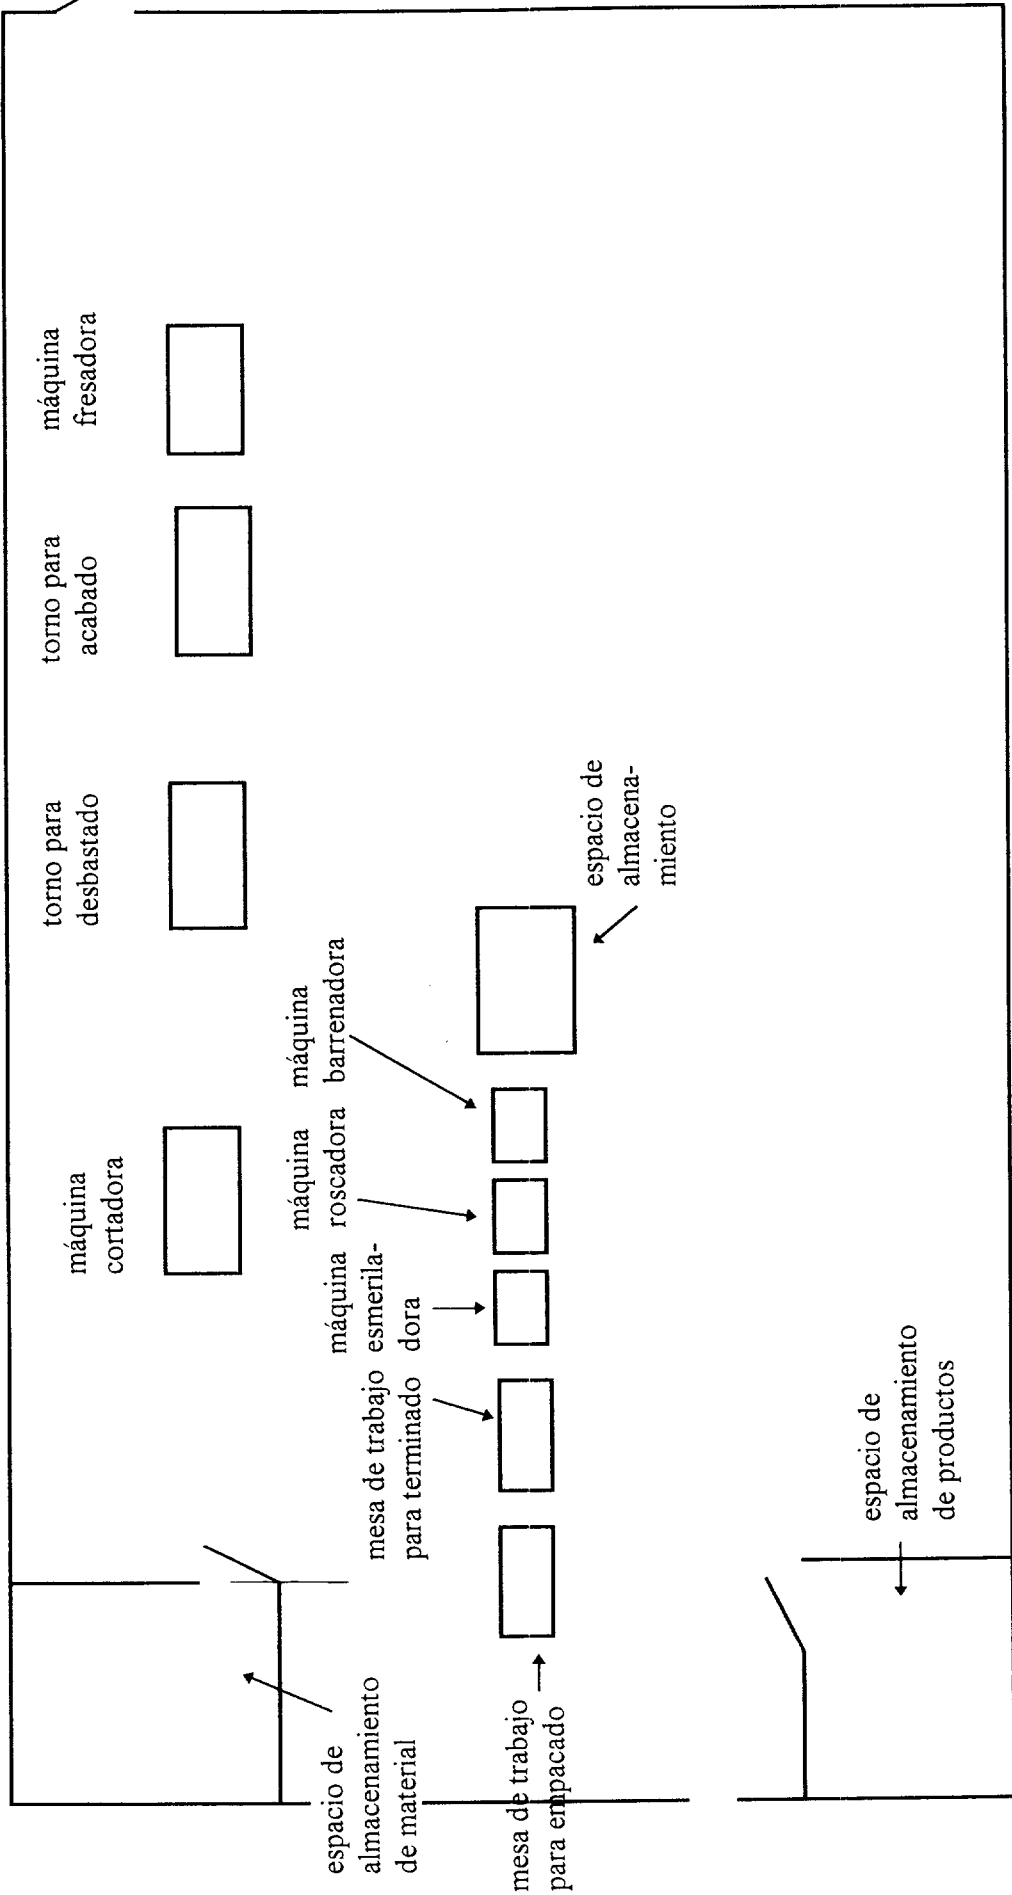 máquina
cortadora
torno para
desbastado
torno para
acabado
máquina
fresadora
espacio de
almacenamiento
de material
mesa de trabajo
para terminado
máquina
esmerila-
dora
máquina
roscadora
máquina
barrenadora
espacio de
almacena-
miento
mesa de trabajo
para empacado
espacio de
almacenamiento
de productos